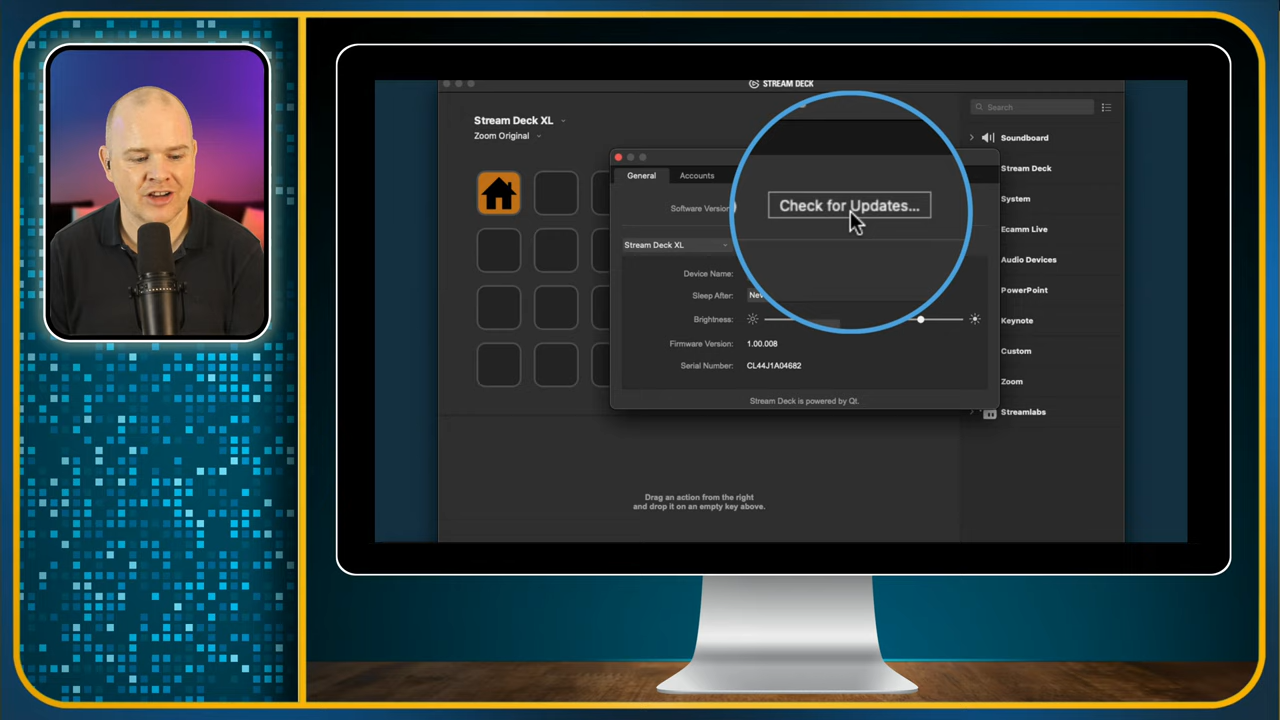 STREAM DECK
Stream Deck XL
Zoom Original
Search
Soundboard
Stream Deck
System
Ecamm Live
Audio Devices
PowerPoint
Keynote
Custom
Zoom
Streamlabs
General
Accounts
Software Version
Check for Updates...
Stream Deck XL
Device Name:
Sleep After:
Brightness:
Firmware Version: 1.00.008
Serial Number: CL44J1A04682
Stream Deck is powered by Qt.
Drag an action from the right
and drop it on an empty key above.